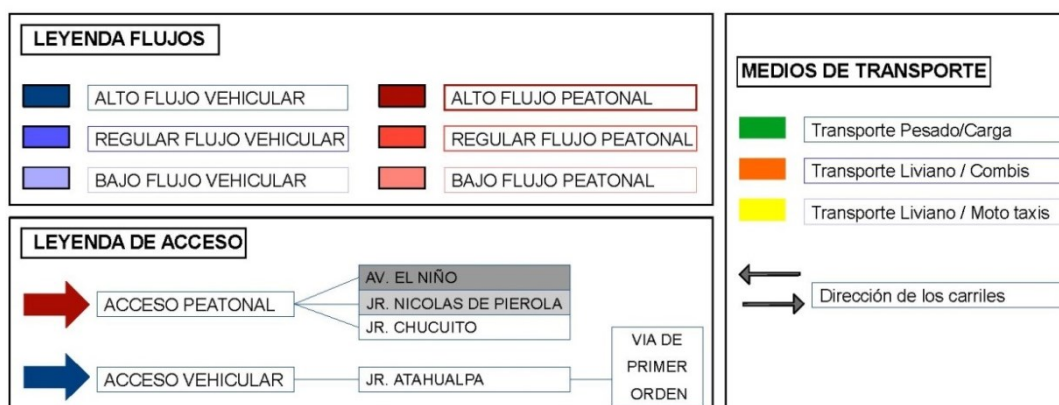 LEYENDA FLUJOS
ALTO FLUJO VEHICULAR
ALTO FLUJO PEATONAL
REGULAR FLUJO VEHICULAR
REGULAR FLUJO PEATONAL
BAJO FLUJO VEHICULAR
BAJO FLUJO PEATONAL
LEYENDA DE ACCESO
ACCESO PEATONAL
AV. EL NIÑO
JR. NICOLAS DE PIEROLA
JR. CHUCUITO
ACCESO VEHICULAR
JR. ATAHUALPA
VIA DE
PRIMER
ORDEN
MEDIOS DE TRANSPORTE
Transporte Pesado/Carga
Transporte Liviano / Combis
Transporte Liviano / Moto taxis
Dirección de los carriles